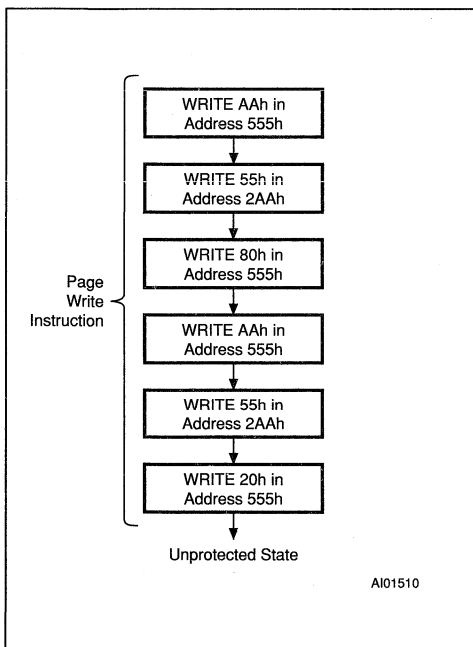 WRITE AAh in
Address 555h
WRITE 55h in
Address 2AAh
WRITE 80h in
Address 555h
Page
Write
Instruction
WRITE AAh in
Address 555h
WRITE 55h in
Address 2AAh
WRITE 20h in
Address 555h
Unprotected State
AI01510